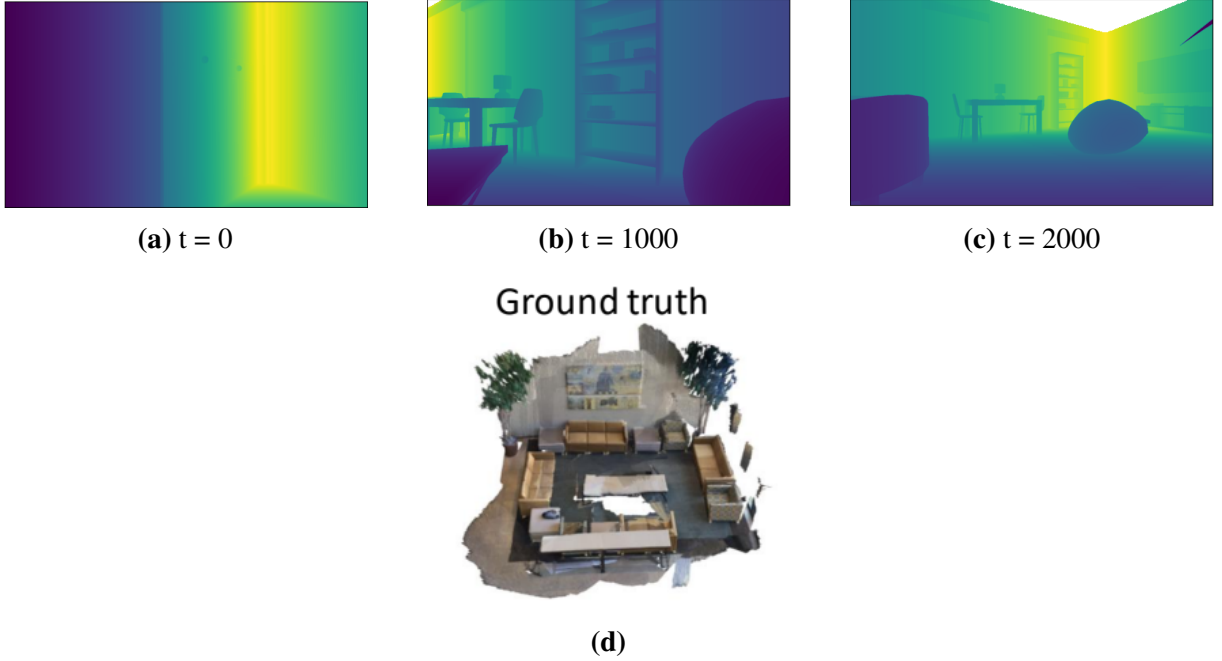 (a) t = 0
(b) t = 1000
(c) t = 2000
Ground truth
(d)